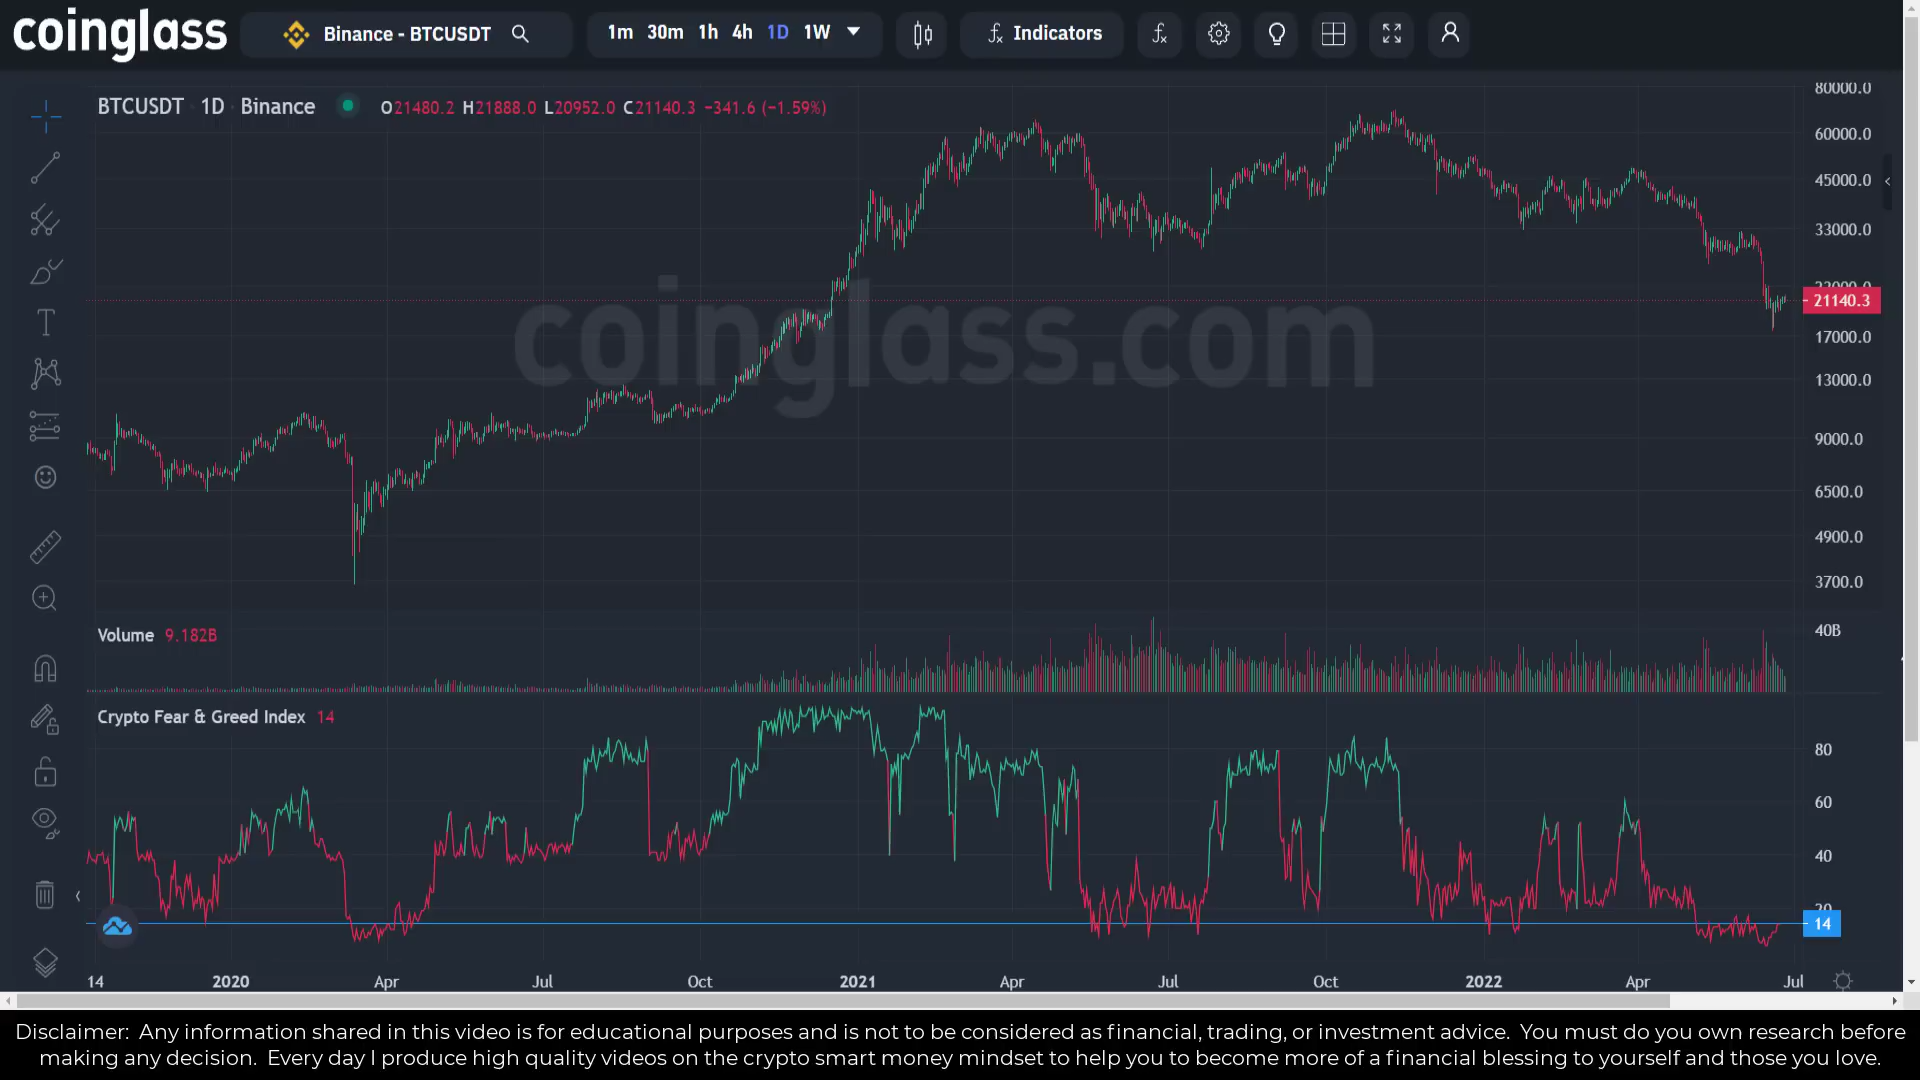 coinglass
Binance - BTCUSDT
1m 30m 1h 4h 1D 1W
Indicators
BTCUSDT · 1D · Binance O21480.2 H21888.0 L20952.0 C21140.3 −341.6 (−1.59%)
80000.0
60000.0
45000.0
33000.0
21140.3
17000.0
13000.0
9000.0
6500.0
4900.0
3700.0
coinglass.com
Volume 9.182B
40B
Crypto Fear & Greed Index 14
80
60
40
20
14
14 2020 Apr Jul Oct 2021 Apr Jul Oct 2022 Apr Jul
Disclaimer: Any information shared in this video is for educational purposes and is not to be considered as financial, trading, or investment advice. You must do you own research before
making any decision. Every day I produce high quality videos on the crypto smart money mindset to help you to become more of a financial blessing to yourself and those you love.